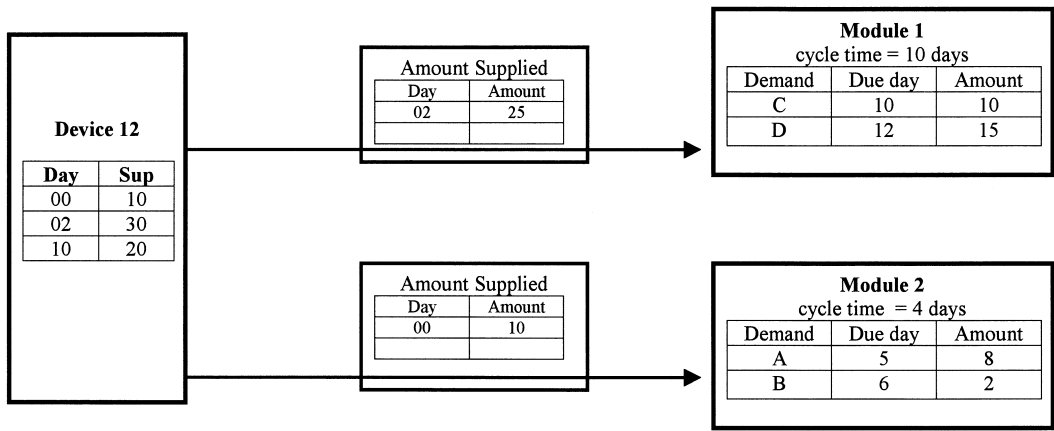 Device 12
Day Sup
00 10
02 30
10 20
Amount Supplied
Day Amount
02 25
Module 1
cycle time = 10 days
Demand Due day Amount
C 10 10
D 12 15
Amount Supplied
Day Amount
00 10
Module 2
cycle time = 4 days
Demand Due day Amount
A 5 8
B 6 2